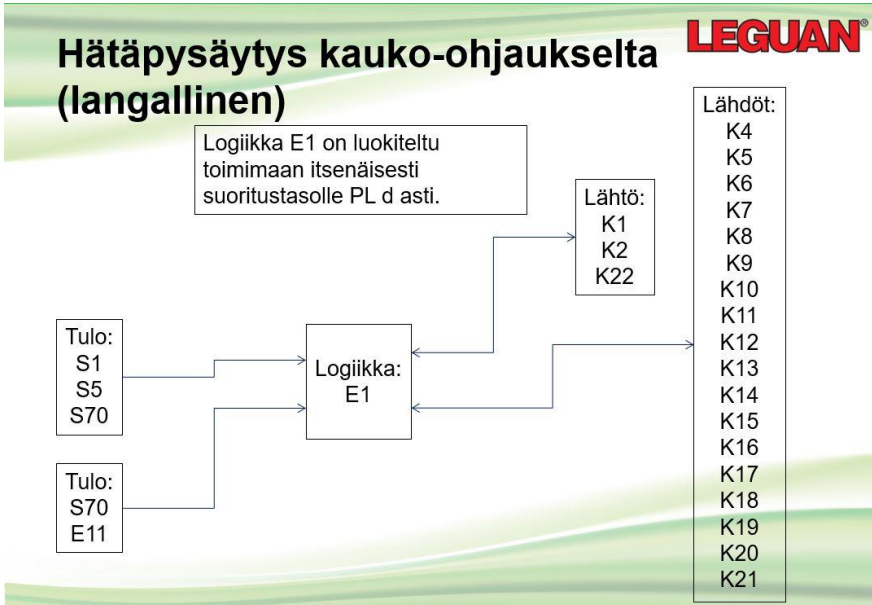 Hätäpysäytys kauko-ohjaukselta
(langallinen)
LEGUAN®
Logiikka E1 on luokiteltu
toimimaan itsenäisesti
suoritustasolle PL d asti.
Tulo:
S1
S5
S70
Tulo:
S70
E11
Logiikka:
E1
Lähtö:
K1
K2
K22
Lähdöt:
K4
K5
K6
K7
K8
K9
K10
K11
K12
K13
K14
K15
K16
K17
K18
K19
K20
K21